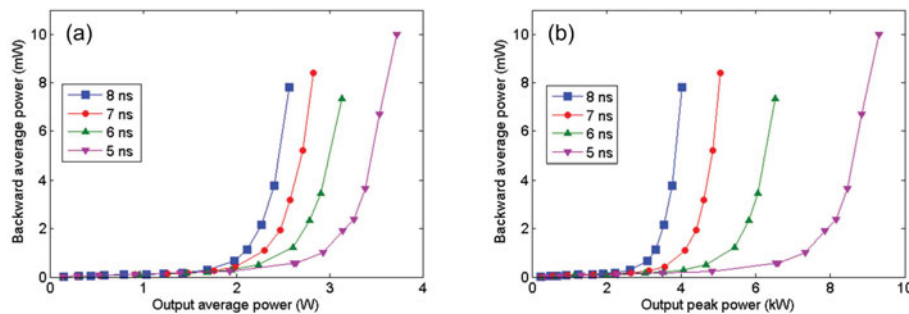 (a)
Backward average power (mW)
10
8
6
4
2
0
8 ns
7 ns
6 ns
5 ns
0 1 2 3 4
Output average power (W)
(b)
Backward average power (mW)
10
8
6
4
2
0
8 ns
7 ns
6 ns
5 ns
0 2 4 6 8 10
Output peak power (kW)